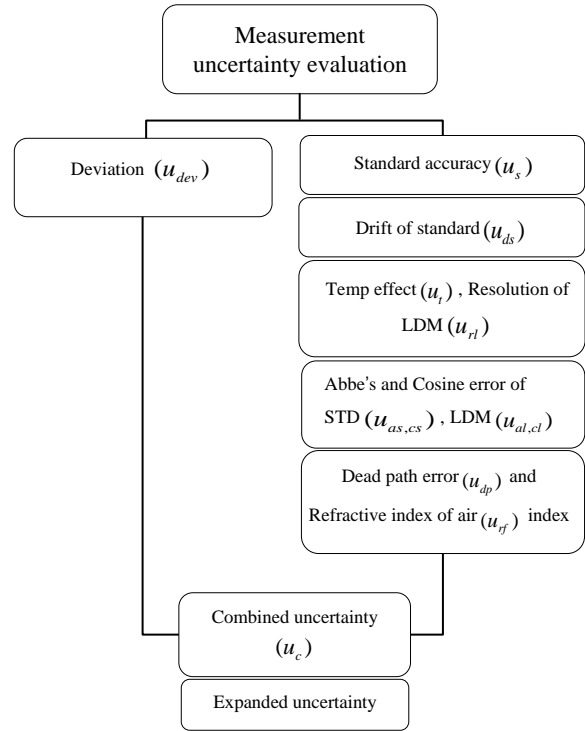 Measurement
uncertainty evaluation
Deviation (u_dev)
Standard accuracy (u_s)
Drift of standard (u_ds)
Temp effect (u_t) , Resolution of
LDM (u_rl)
Abbe's and Cosine error of
STD (u_as,cs) , LDM (u_al,cl)
Dead path error (u_dp) and
Refractive index of air (u_rf) index
Combined uncertainty
(u_c)
Expanded uncertainty